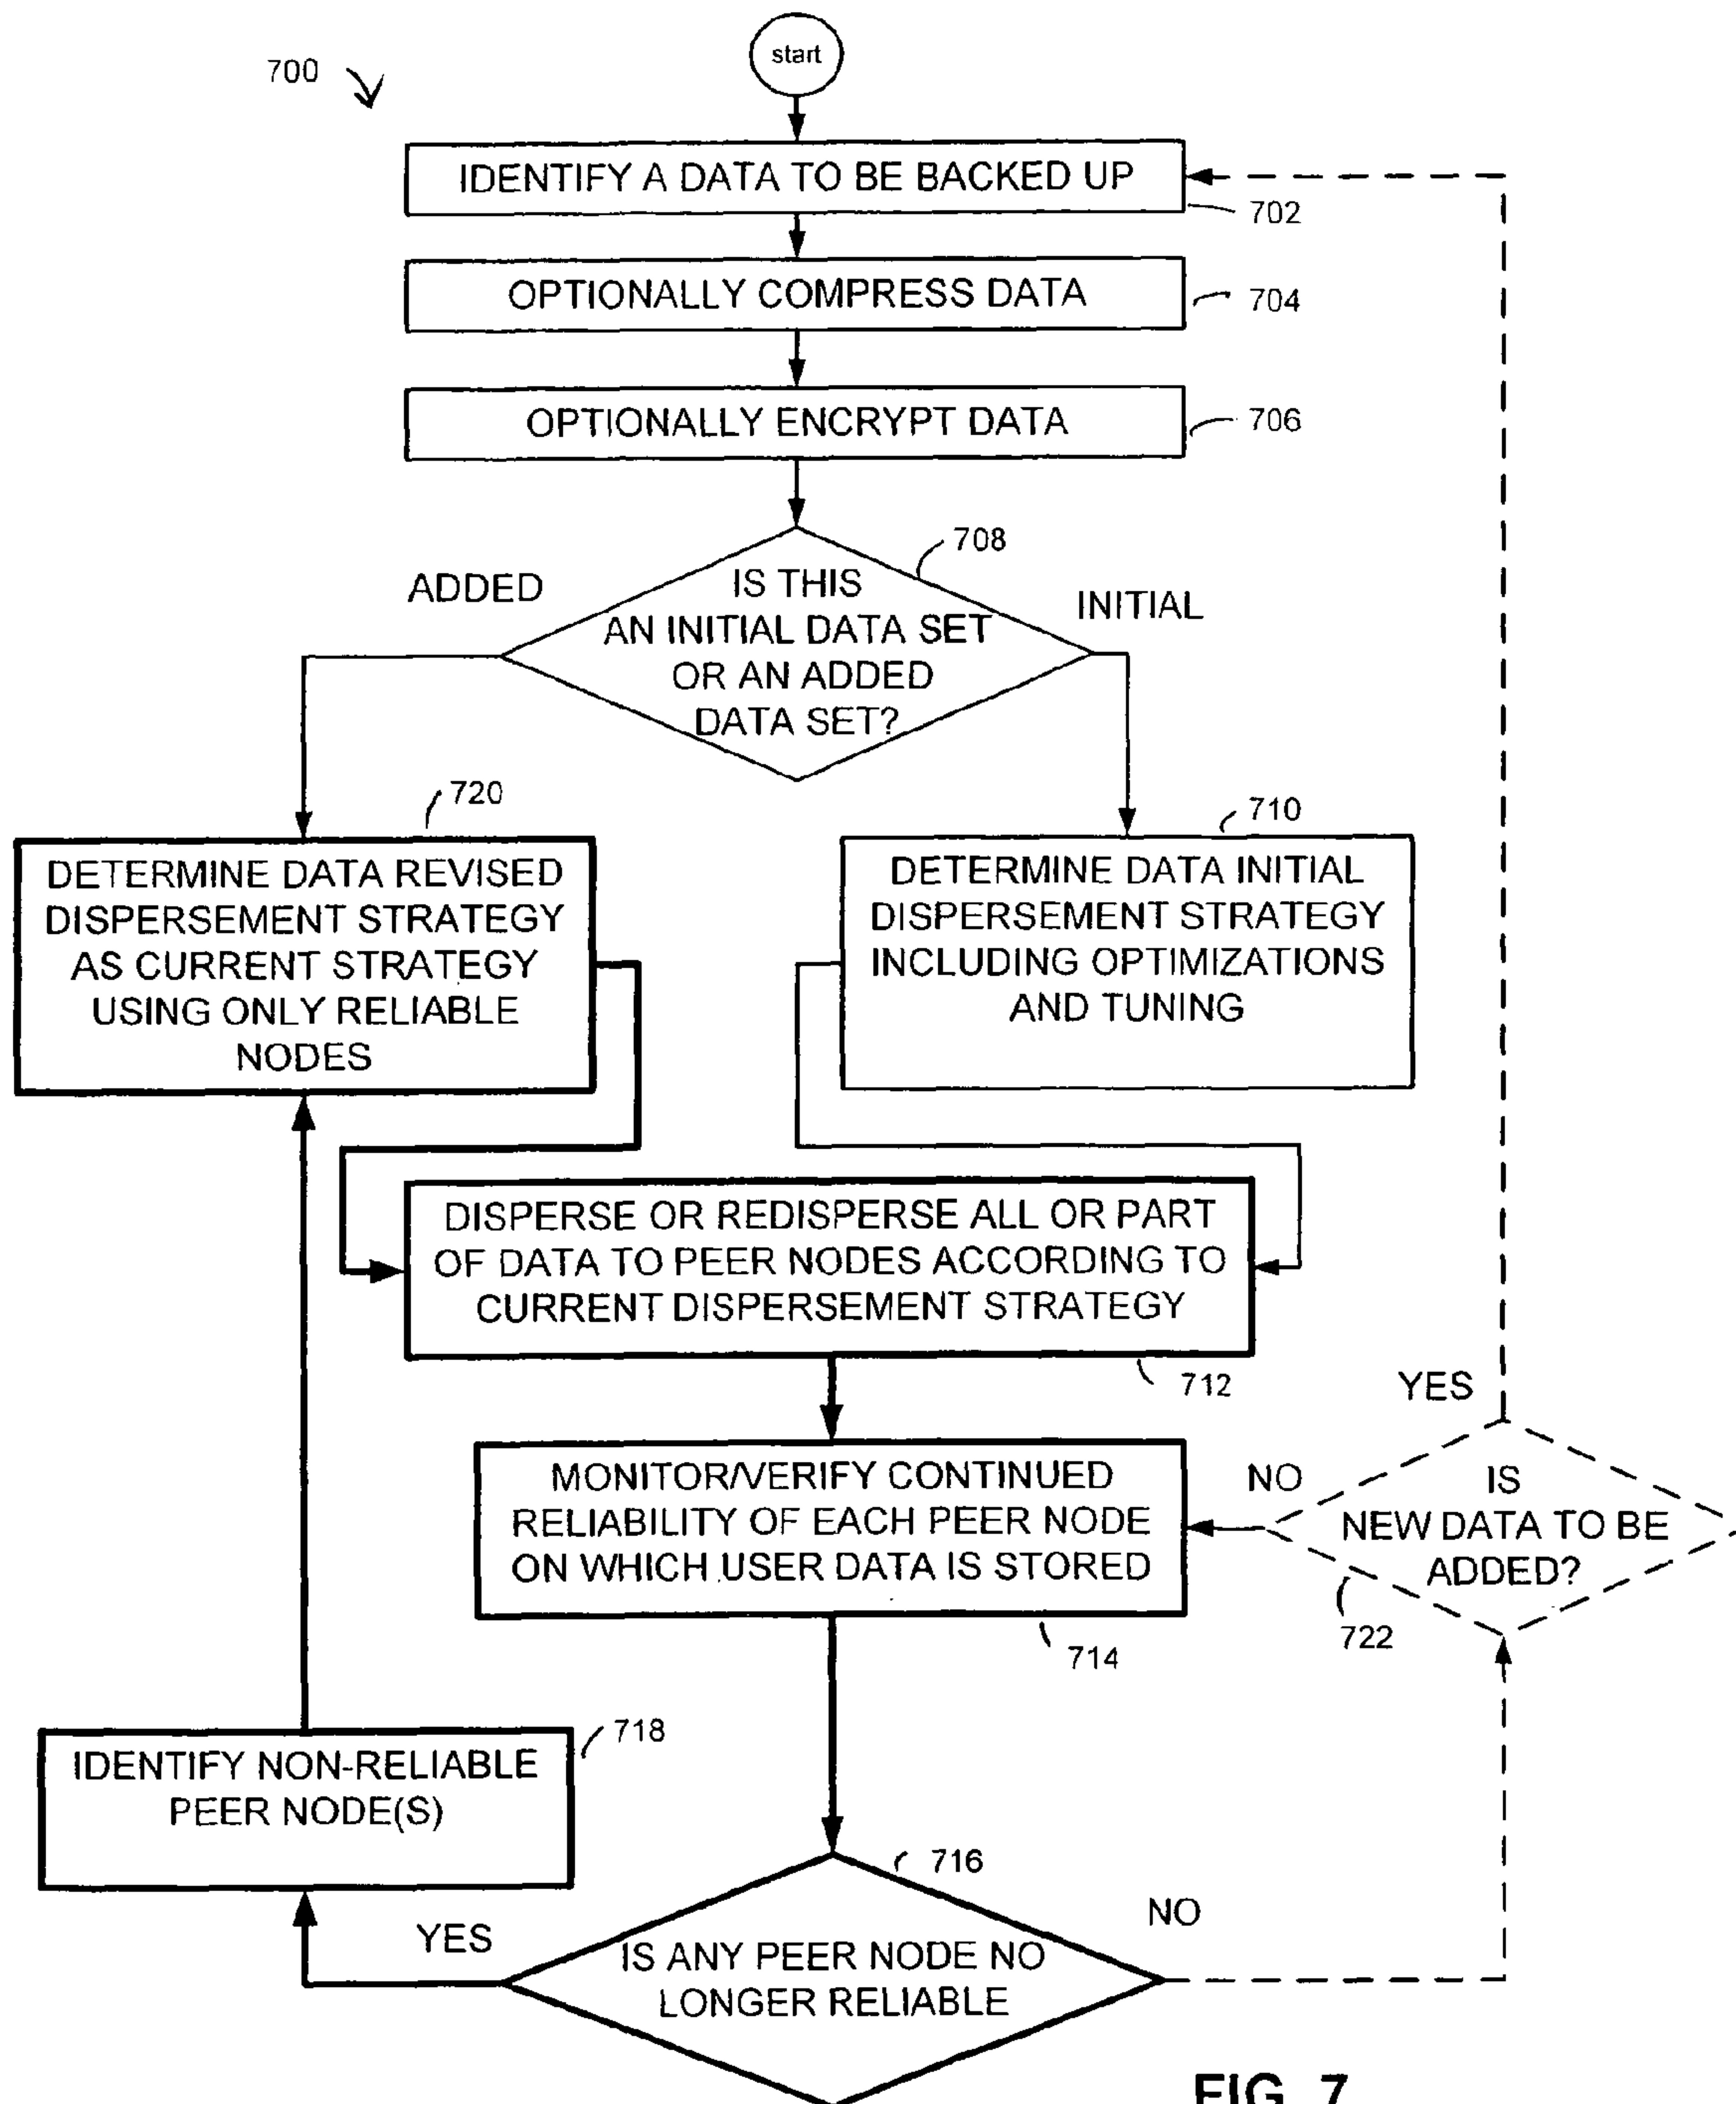 start
700
IDENTIFY A DATA TO BE BACKED UP
702
OPTIONALLY COMPRESS DATA
704
OPTIONALLY ENCRYPT DATA
706
708
ADDED
INITIAL
IS THIS
AN INITIAL DATA SET
OR AN ADDED
DATA SET?
720
DETERMINE DATA REVISED
DISPERSEMENT STRATEGY
AS CURRENT STRATEGY
USING ONLY RELIABLE
NODES
710
DETERMINE DATA INITIAL
DISPERSEMENT STRATEGY
INCLUDING OPTIMIZATIONS
AND TUNING
DISPERSE OR REDISPERSE ALL OR PART
OF DATA TO PEER NODES ACCORDING TO
CURRENT DISPERSEMENT STRATEGY
712
YES
MONITOR/VERIFY CONTINUED
RELIABILITY OF EACH PEER NODE
ON WHICH USER DATA IS STORED
714
NO
IS
NEW DATA TO BE
ADDED?
722
718
IDENTIFY NON-RELIABLE
PEER NODE(S)
716
YES
NO
IS ANY PEER NODE NO
LONGER RELIABLE
FIG. 7